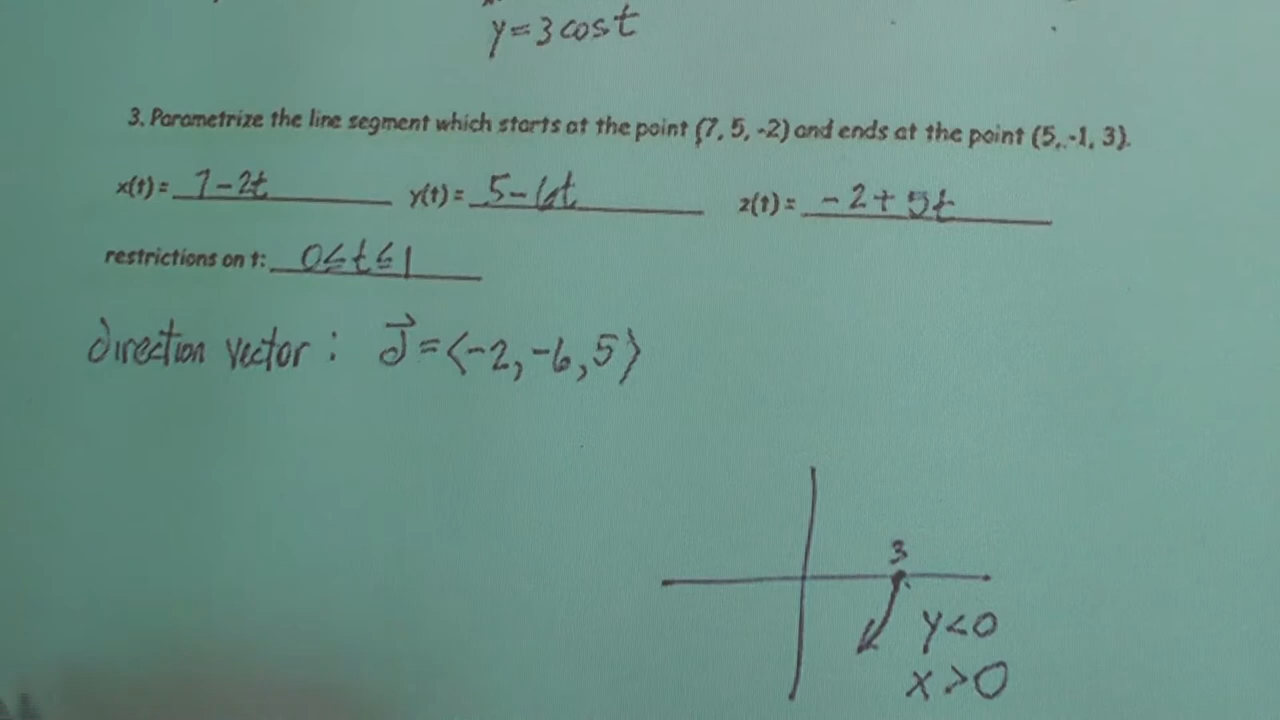 y=3cost
3. Parametrize the line segment which starts at the point (7, 5, -2) and ends at the point (5, -1, 3).
x(t) = 7-2t y(t) = 5-6t z(t) = -2+5t
restrictions on t: 0≤t≤1
direction vector: d⃗=⟨-2,-6,5⟩
3
y<0
x>0